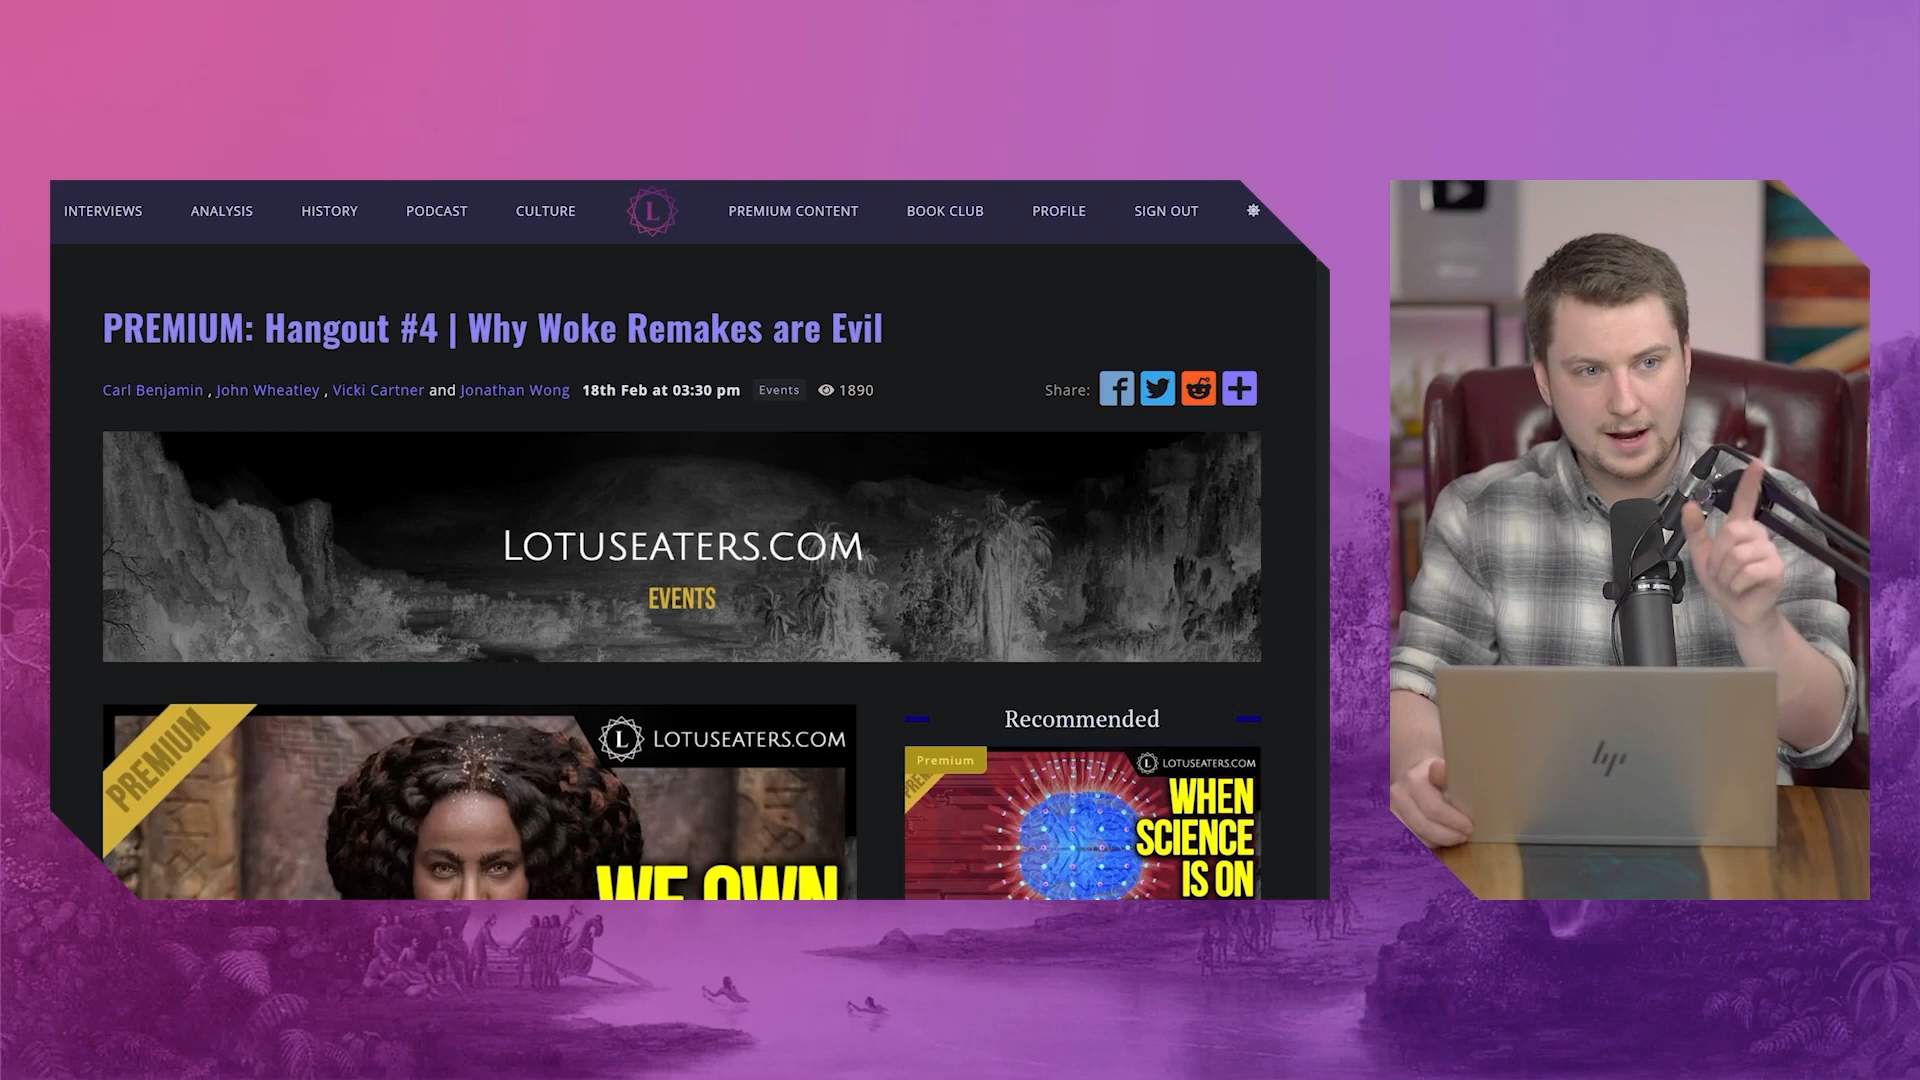 INTERVIEWS ANALYSIS HISTORY PODCAST CULTURE L PREMIUM CONTENT BOOK CLUB PROFILE SIGN OUT
PREMIUM: Hangout #4 | Why Woke Remakes are Evil
Carl Benjamin , John Wheatley , Vicki Cartner and Jonathan Wong 18th Feb at 03:30 pm Events 1890 Share:
LOTUSEATERS.COM
EVENTS
PREMIUM
L LOTUSEATERS.COM
WE OWN
Recommended
Premium
L LOTUSEATERS.COM
WHEN
SCIENCE
IS ON
hp